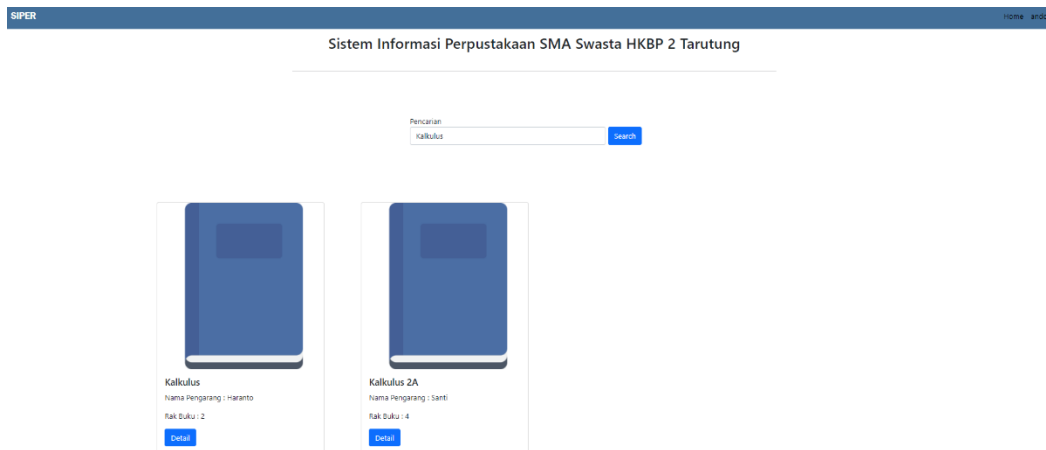 SIPER
Home
Sistem Informasi Perpustakaan SMA Swasta HKBP 2 Tarutung
Pencarian
Kalkulus
Search
Kalkulus
Nama Pengarang : Haranto
Rak Buku : 2
Detail
Kalkulus 2A
Nama Pengarang : Santi
Rak Buku : 4
Detail